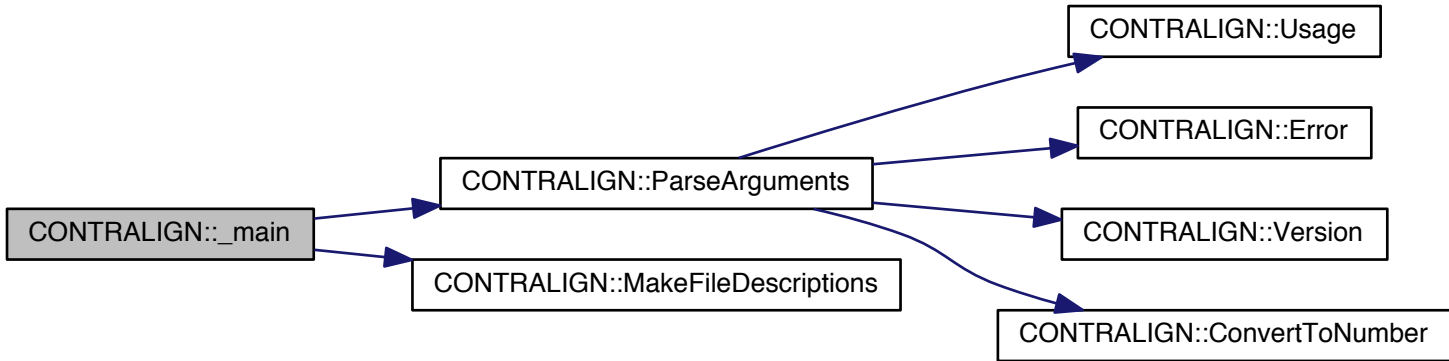 CONTRALIGN::Usage
CONTRALIGN::Error
CONTRALIGN::ParseArguments
CONTRALIGN::_main
CONTRALIGN::Version
CONTRALIGN::MakeFileDescriptions
CONTRALIGN::ConvertToNumber